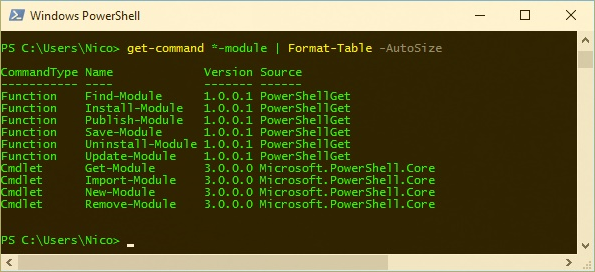 Windows PowerShell
PS C:\Users\Nico> get-command *-module | Format-Table -AutoSize
CommandType Name Version Source
----------- ---- ------- ------
Function Find-Module 1.0.0.1 PowerShellGet
Function Install-Module 1.0.0.1 PowerShellGet
Function Publish-Module 1.0.0.1 PowerShellGet
Function Save-Module 1.0.0.1 PowerShellGet
Function Uninstall-Module 1.0.0.1 PowerShellGet
Function Update-Module 1.0.0.1 PowerShellGet
Cmdlet Get-Module 3.0.0.0 Microsoft.PowerShell.Core
Cmdlet Import-Module 3.0.0.0 Microsoft.PowerShell.Core
Cmdlet New-Module 3.0.0.0 Microsoft.PowerShell.Core
Cmdlet Remove-Module 3.0.0.0 Microsoft.PowerShell.Core
PS C:\Users\Nico> _